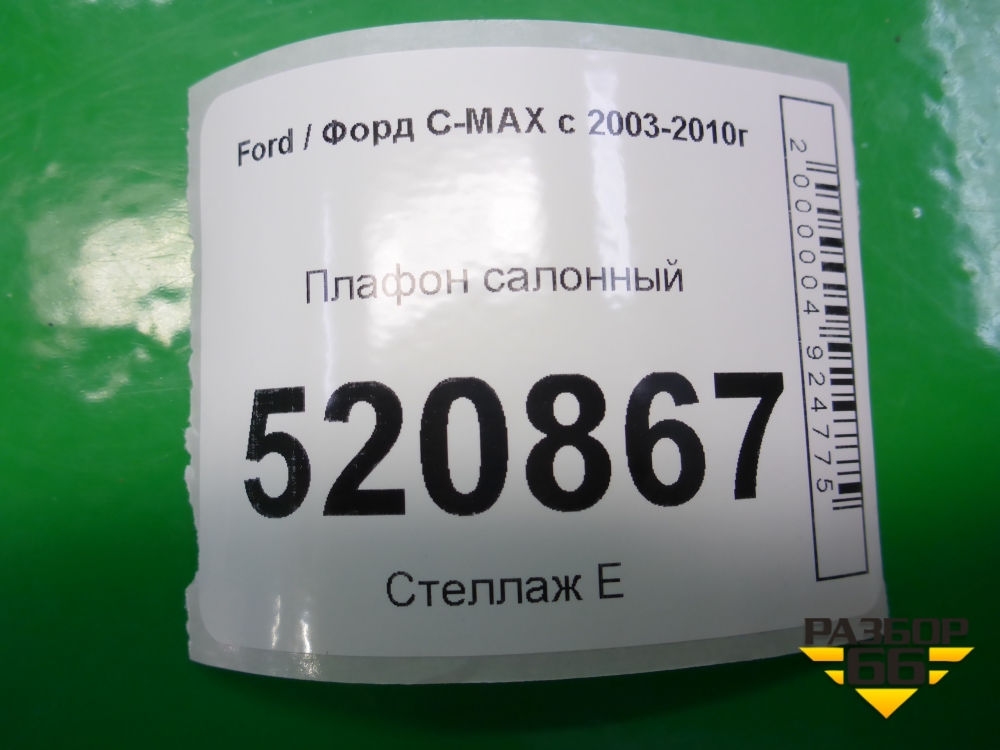 Ford / Форд C-MAX с 2003-2010г
Плафон салонный
520867
Стеллаж Е
2000004924775
РАЗБОР
66